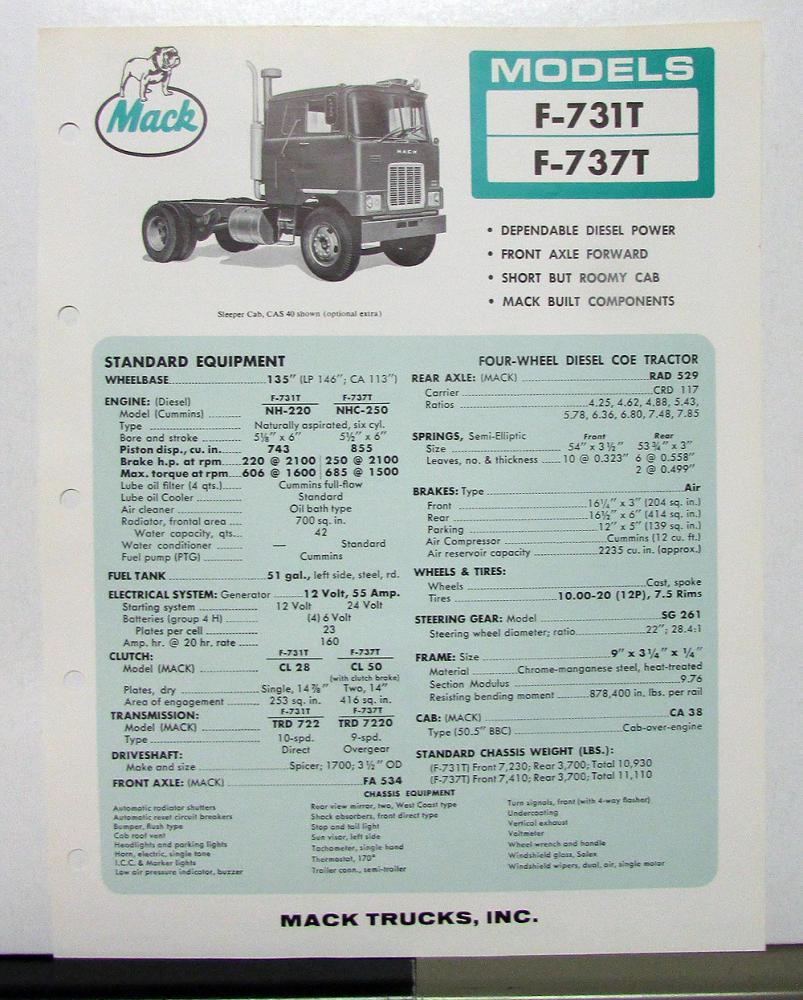 Mack
MODELS
F-731T
F-737T
MACK
• DEPENDABLE DIESEL POWER
• FRONT AXLE FORWARD
• SHORT BUT ROOMY CAB
• MACK BUILT COMPONENTS
Sleeper Cab, CAS 40 shown (optional extra)
STANDARD EQUIPMENT
WHEELBASE 135" (LP 146"; CA 113")
ENGINE: (Diesel) F-731T F-737T
Model (Cummins) NH-220 NHC-250
Type Naturally aspirated, six cyl.
Bore and stroke 5⅛" x 6" 5½" x 6"
Piston disp., cu. in. 743 855
Brake h.p. at rpm 220 @ 2100 250 @ 2100
Max. torque at rpm 606 @ 1600 685 @ 1500
Lube oil filter (4 qts.) Cummins full-flow
Lube oil Cooler Standard
Air cleaner Oil bath type
Radiator, frontal area 700 sq. in.
Water capacity, qts. 42
Water conditioner — Standard
Fuel pump (PTG) Cummins
FUEL TANK 51 gal., left side, steel, rd.
ELECTRICAL SYSTEM: Generator 12 Volt, 55 Amp.
Starting system 12 Volt 24 Volt
Batteries (group 4 H) (4) 6 Volt
Plates per cell 23
Amp. hr. @ 20 hr. rate 160
CLUTCH: F-731T F-737T
Model (MACK) CL 28 CL 50
(with clutch brake)
Plates, dry Single, 14⅞" Two, 14"
Area of engagement 253 sq. in. 416 sq. in.
TRANSMISSION: F-731T F-737T
Model (MACK) TRD 722 TRD 7220
Type 10-spd. 9-spd.
Direct Overgear
DRIVESHAFT:
Make and size Spicer; 1700; 3½" OD
FRONT AXLE: (MACK) FA 534
FOUR-WHEEL DIESEL COE TRACTOR
REAR AXLE: (MACK) RAD 529
Carrier CRD 117
Ratios 4.25, 4.62, 4.88, 5.43,
5.78, 6.36, 6.80, 7.48, 7.85
SPRINGS, Semi-Elliptic Front Rear
Size 54" x 3½" 53¾" x 3"
Leaves, no. & thickness 10 @ 0.323" 6 @ 0.558"
2 @ 0.499"
BRAKES: Type Air
Front 16¼" x 3" (204 sq. in.)
Rear 16½" x 6" (414 sq. in.)
Parking 12" x 5" (139 sq. in.)
Air Compressor Cummins (12 cu. ft.)
Air reservoir capacity 2235 cu. in. (approx.)
WHEELS & TIRES:
Wheels Cast, spoke
Tires 10.00-20 (12P), 7.5 Rims
STEERING GEAR: Model SG 261
Steering wheel diameter; ratio 22"; 28.4:1
FRAME: Size 9" x 3¼" x ¼"
Material Chrome-manganese steel, heat-treated
Section Modulus 9.76
Resisting bending moment 878,400 in. lbs. per rail
CAB: (MACK) CA 38
Type (50.5" BBC) Cab-over-engine
STANDARD CHASSIS WEIGHT (LBS.):
(F-731T) Front 7,230; Rear 3,700; Total 10,930
(F-737T) Front 7,410; Rear 3,700; Total 11,110
CHASSIS EQUIPMENT
Automatic radiator shutters
Automatic reset circuit breakers
Bumper, flush type
Cab roof vent
Headlights and parking lights
Horn, electric, single tone
I.C.C. & Marker lights
Low air pressure indicator, buzzer
Rear view mirror, two, West Coast type
Shock absorbers, front direct type
Stop and tail light
Sun visor, left side
Tachometer, single hand
Thermostat, 170°
Trailer conn., semi-trailer
Turn signals, front (with 4-way flasher)
Undercoating
Vertical exhaust
Voltmeter
Wheel wrench and handle
Windshield glass, Solex
Windshield wipers, dual, air, single motor
MACK TRUCKS, INC.